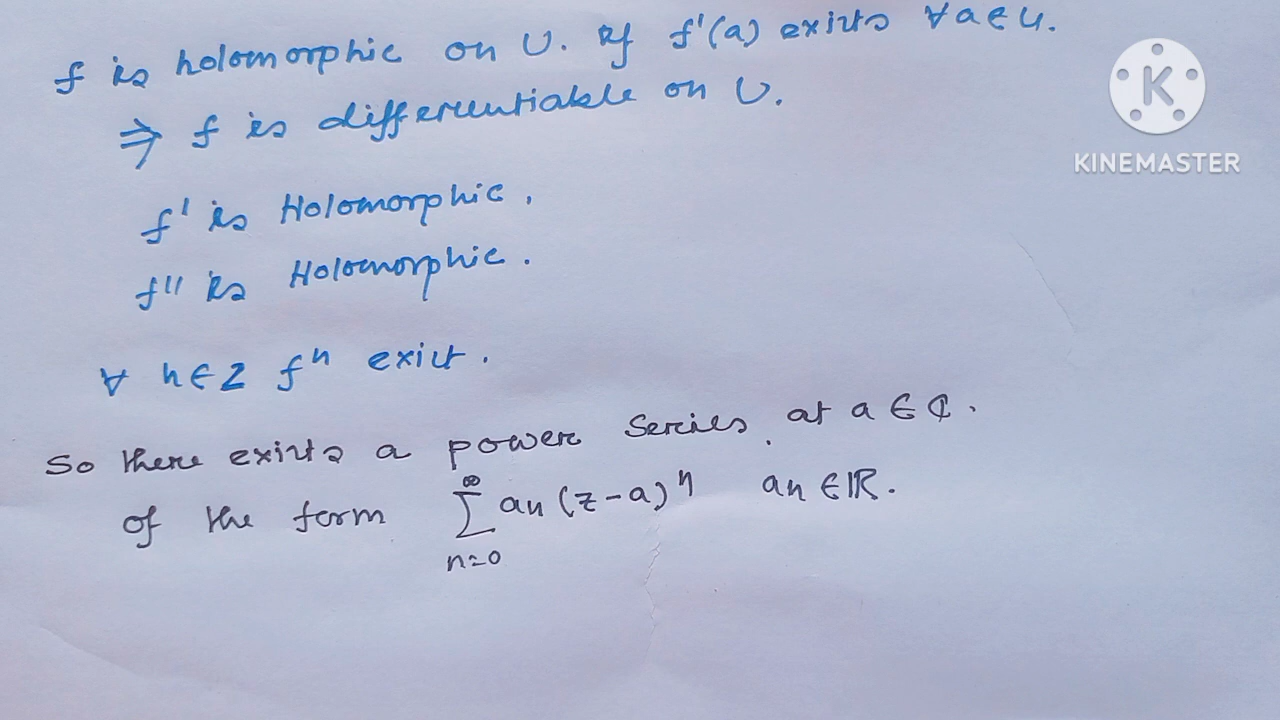 f is holomorphic on U. If f'(a) exists ∀ a ∈ U.
⇒ f is differentiable on U.
f' is Holomorphic.
f'' is Holomorphic.
∀ n ∈ Z fⁿ exist.
So there exists a power series at a ∈ ℂ.
of the form ∑_{n=0}^{∞} an (z-a)ⁿ an ∈ ℝ.
K
KINEMASTER